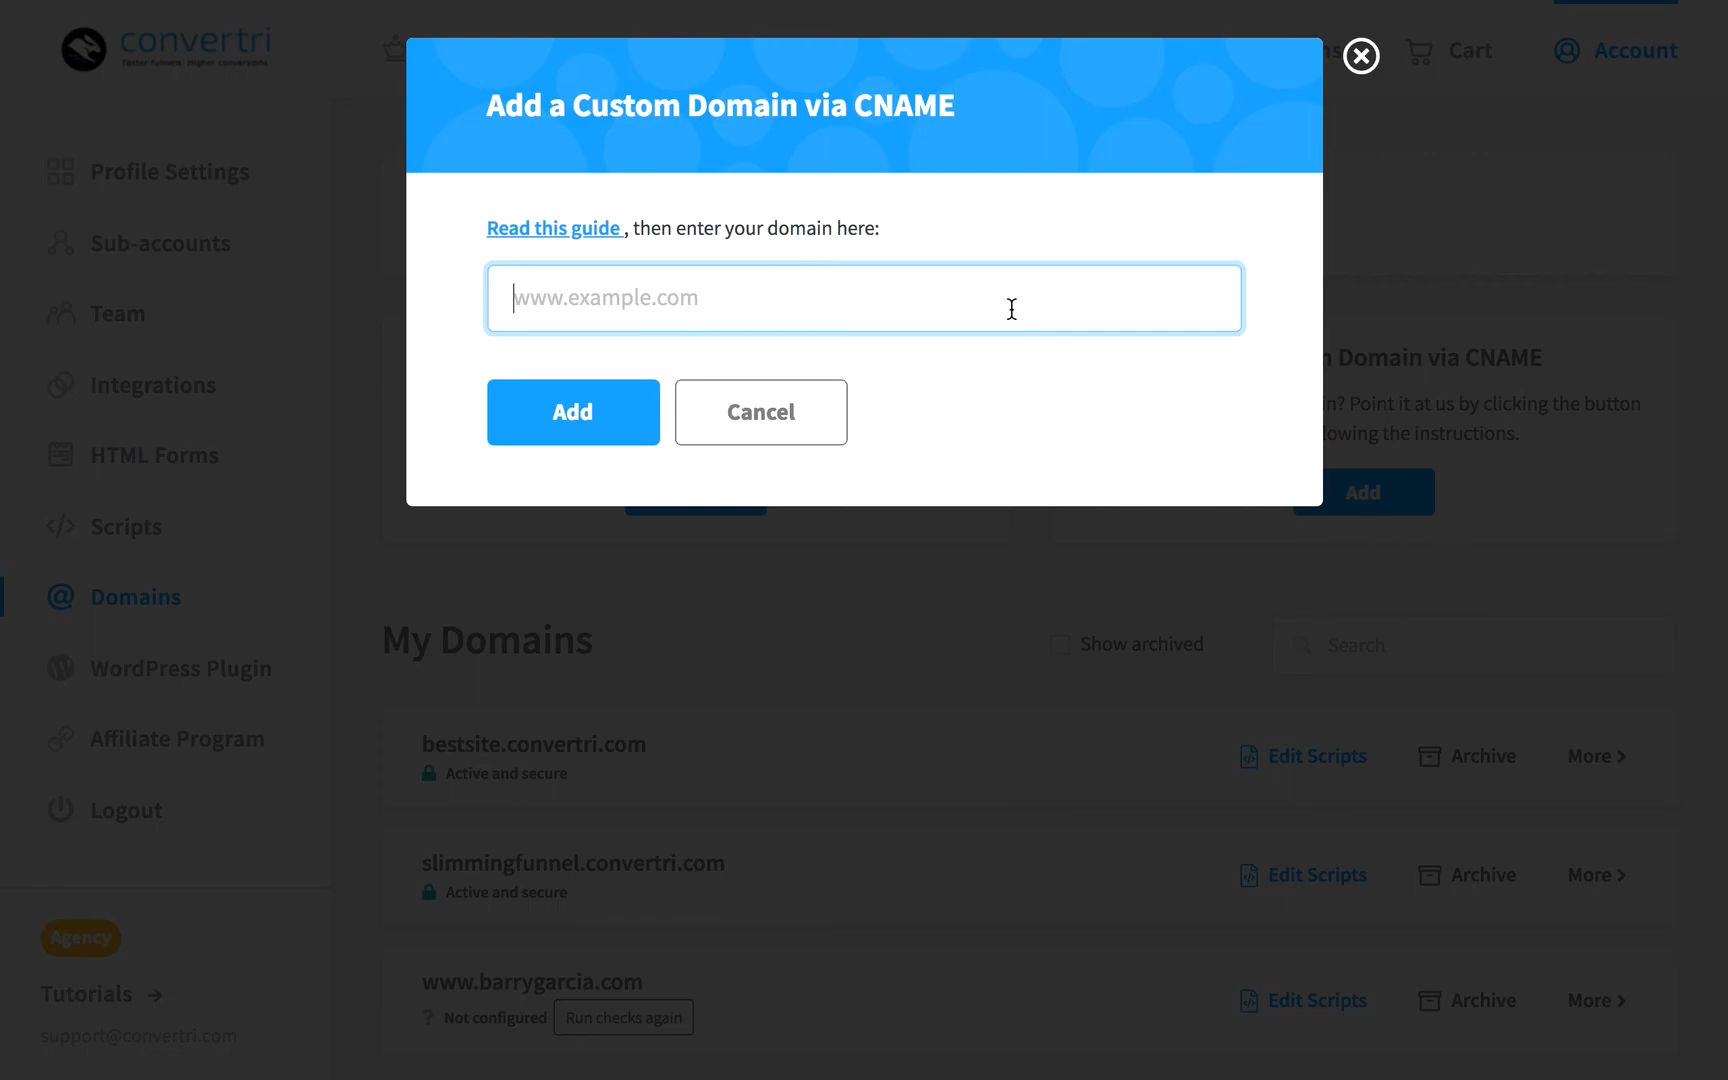 convertri
Faster funnels. Higher conversions.
Cart
Account
Add a Custom Domain via CNAME
Read this guide , then enter your domain here:
www.example.com
Add
Cancel
Profile Settings
Sub-accounts
Team
Integrations
HTML Forms
Scripts
Domains
WordPress Plugin
Affiliate Program
Logout
Agency
Tutorials →
support@convertri.com
Domain via CNAME
in? Point it at us by clicking the button
lowing the instructions.
Add
My Domains
Show archived
Search
bestsite.convertri.com
Active and secure
Edit Scripts
Archive
More >
slimmingfunnel.convertri.com
Active and secure
Edit Scripts
Archive
More >
www.barrygarcia.com
? Not configured
Run checks again
Edit Scripts
Archive
More >